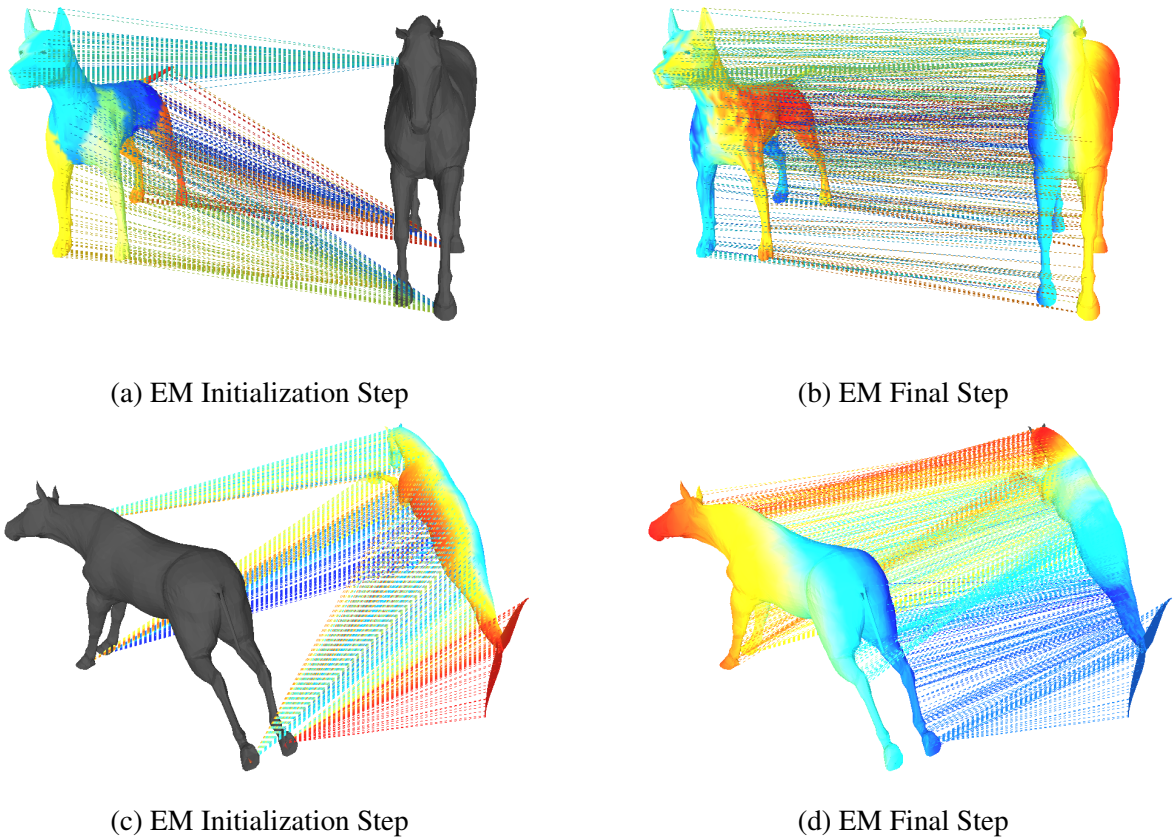 (a) EM Initialization Step
(b) EM Final Step
(c) EM Initialization Step
(d) EM Final Step